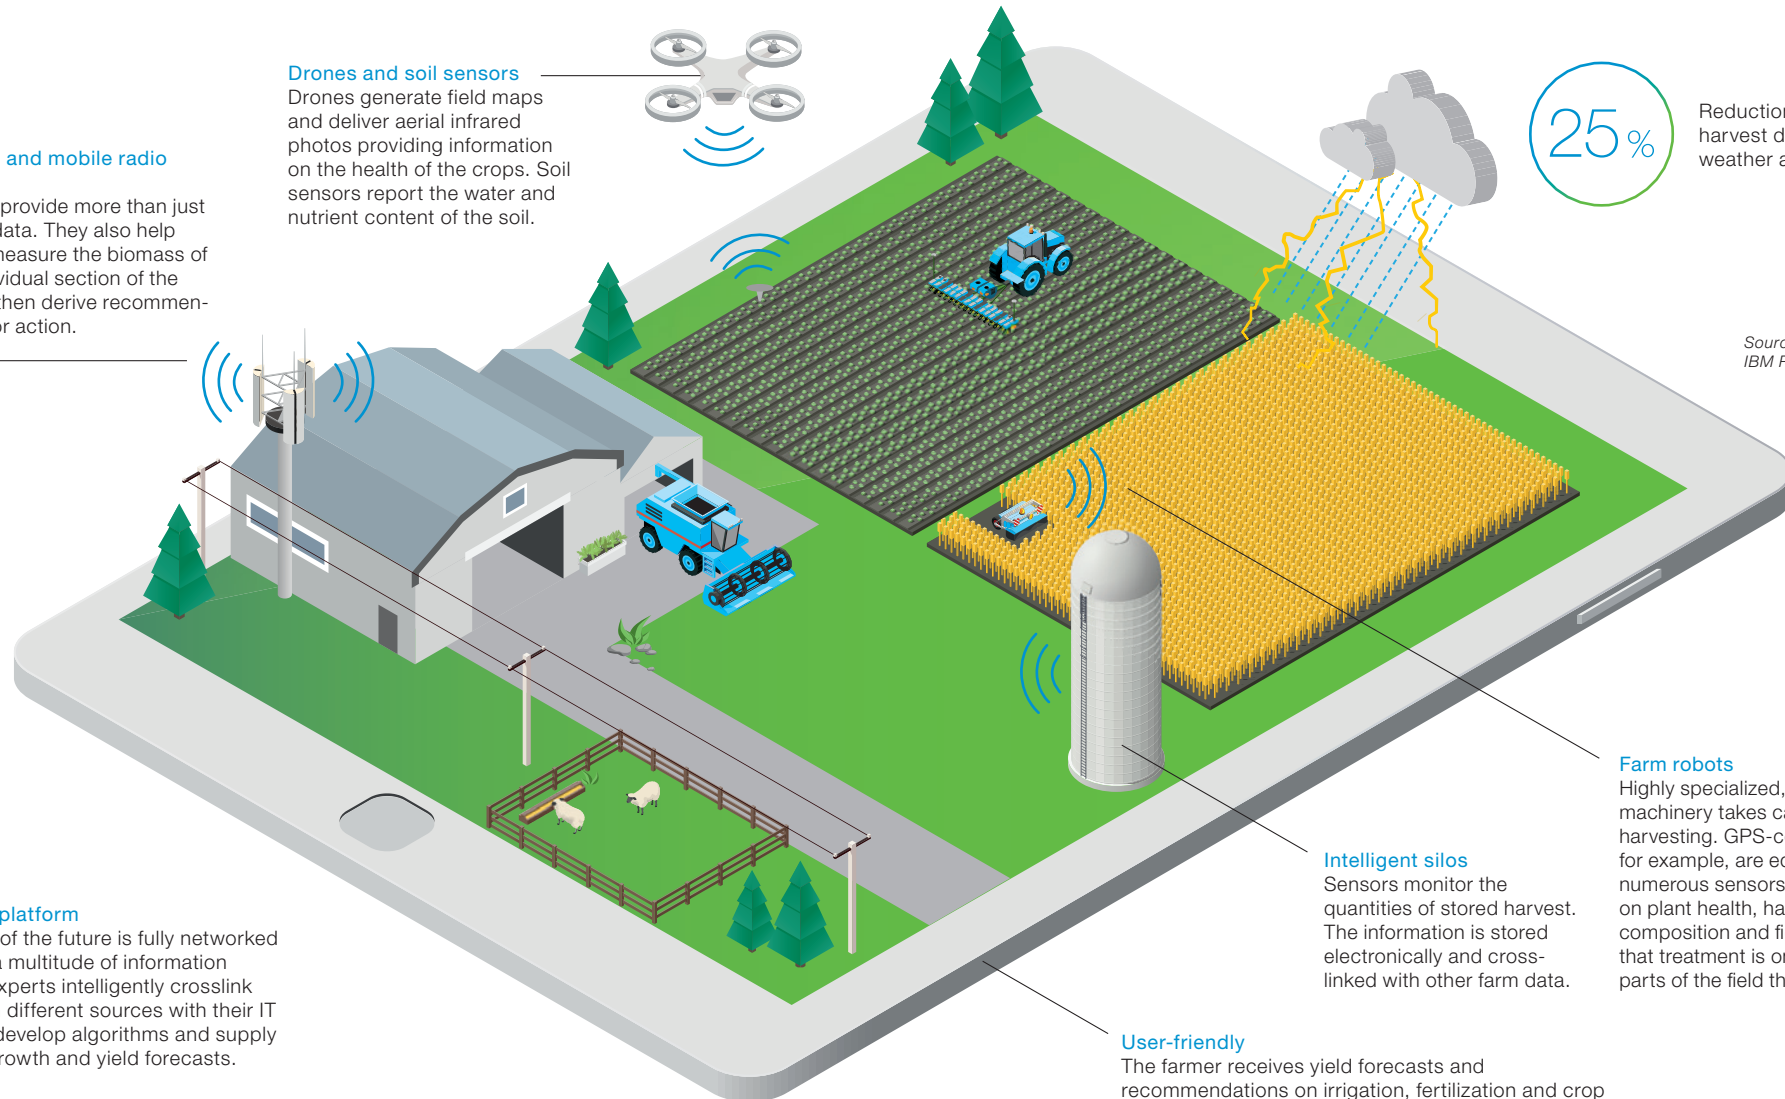 Drones and soil sensors
Drones generate field maps
and deliver aerial infrared
photos providing information
on the health of the crops. Soil
sensors report the water and
nutrient content of the soil.
and mobile radio
provide more than just
data. They also help
measure the biomass of
vidual section of the
then derive recommen-
or action.
25 %
Reduction
harvest d
weather a
Sourc
IBM R
Farm robots
Highly specialized,
machinery takes ca
harvesting. GPS-c
for example, are ec
numerous sensors
on plant health, ha
composition and fi
that treatment is or
parts of the field th
Intelligent silos
Sensors monitor the
quantities of stored harvest.
The information is stored
electronically and cross-
linked with other farm data.
platform
of the future is fully networked
a multitude of information
xperts intelligently crosslink
different sources with their IT
develop algorithms and supply
rowth and yield forecasts.
User-friendly
The farmer receives yield forecasts and
recommendations on irrigation, fertilization and crop